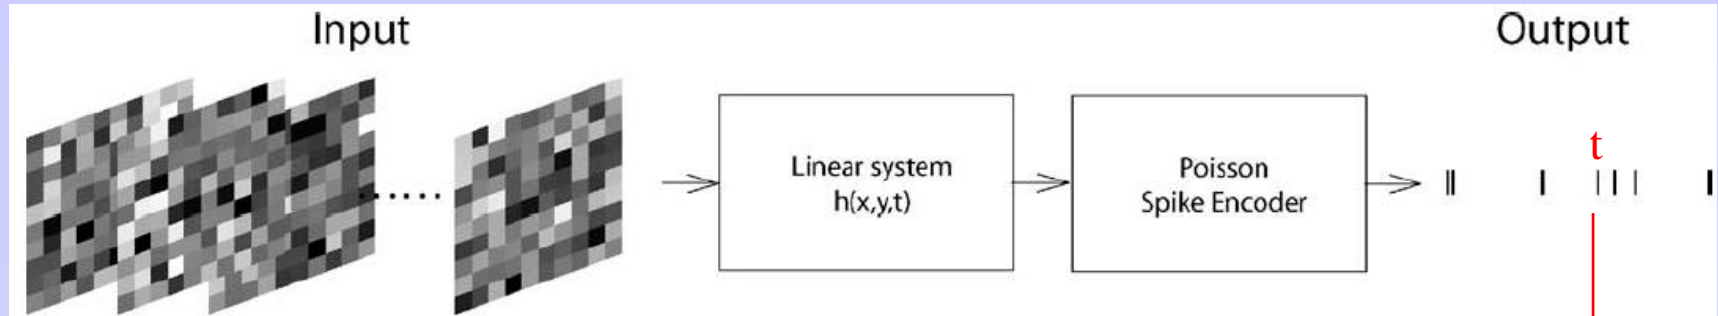 Input
Output
Linear system
h(x,y,t)
Poisson
Spike Encoder
t